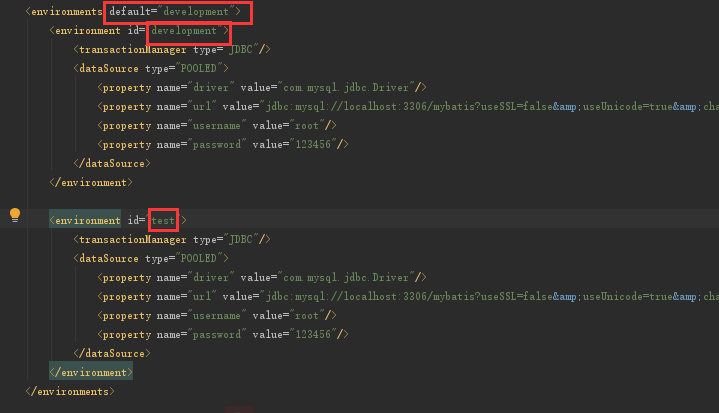 <environments default="development">
<environment id="development">
<transactionManager type="JDBC"/>
<dataSource type="POOLED">
<property name="driver" value="com.mysql.jdbc.Driver"/>
<property name="url" value="jdbc:mysql://localhost:3306/mybatis?useSSL=false&amp;useUnicode=true&amp;cha
<property name="username" value="root"/>
<property name="password" value="123456"/>
</dataSource>
</environment>
<environment id="test">
<transactionManager type="JDBC"/>
<dataSource type="POOLED">
<property name="driver" value="com.mysql.jdbc.Driver"/>
<property name="url" value="jdbc:mysql://localhost:3306/mybatis?useSSL=false&amp;useUnicode=true&amp;cha
<property name="username" value="root"/>
<property name="password" value="123456"/>
</dataSource>
</environment>
</environments>